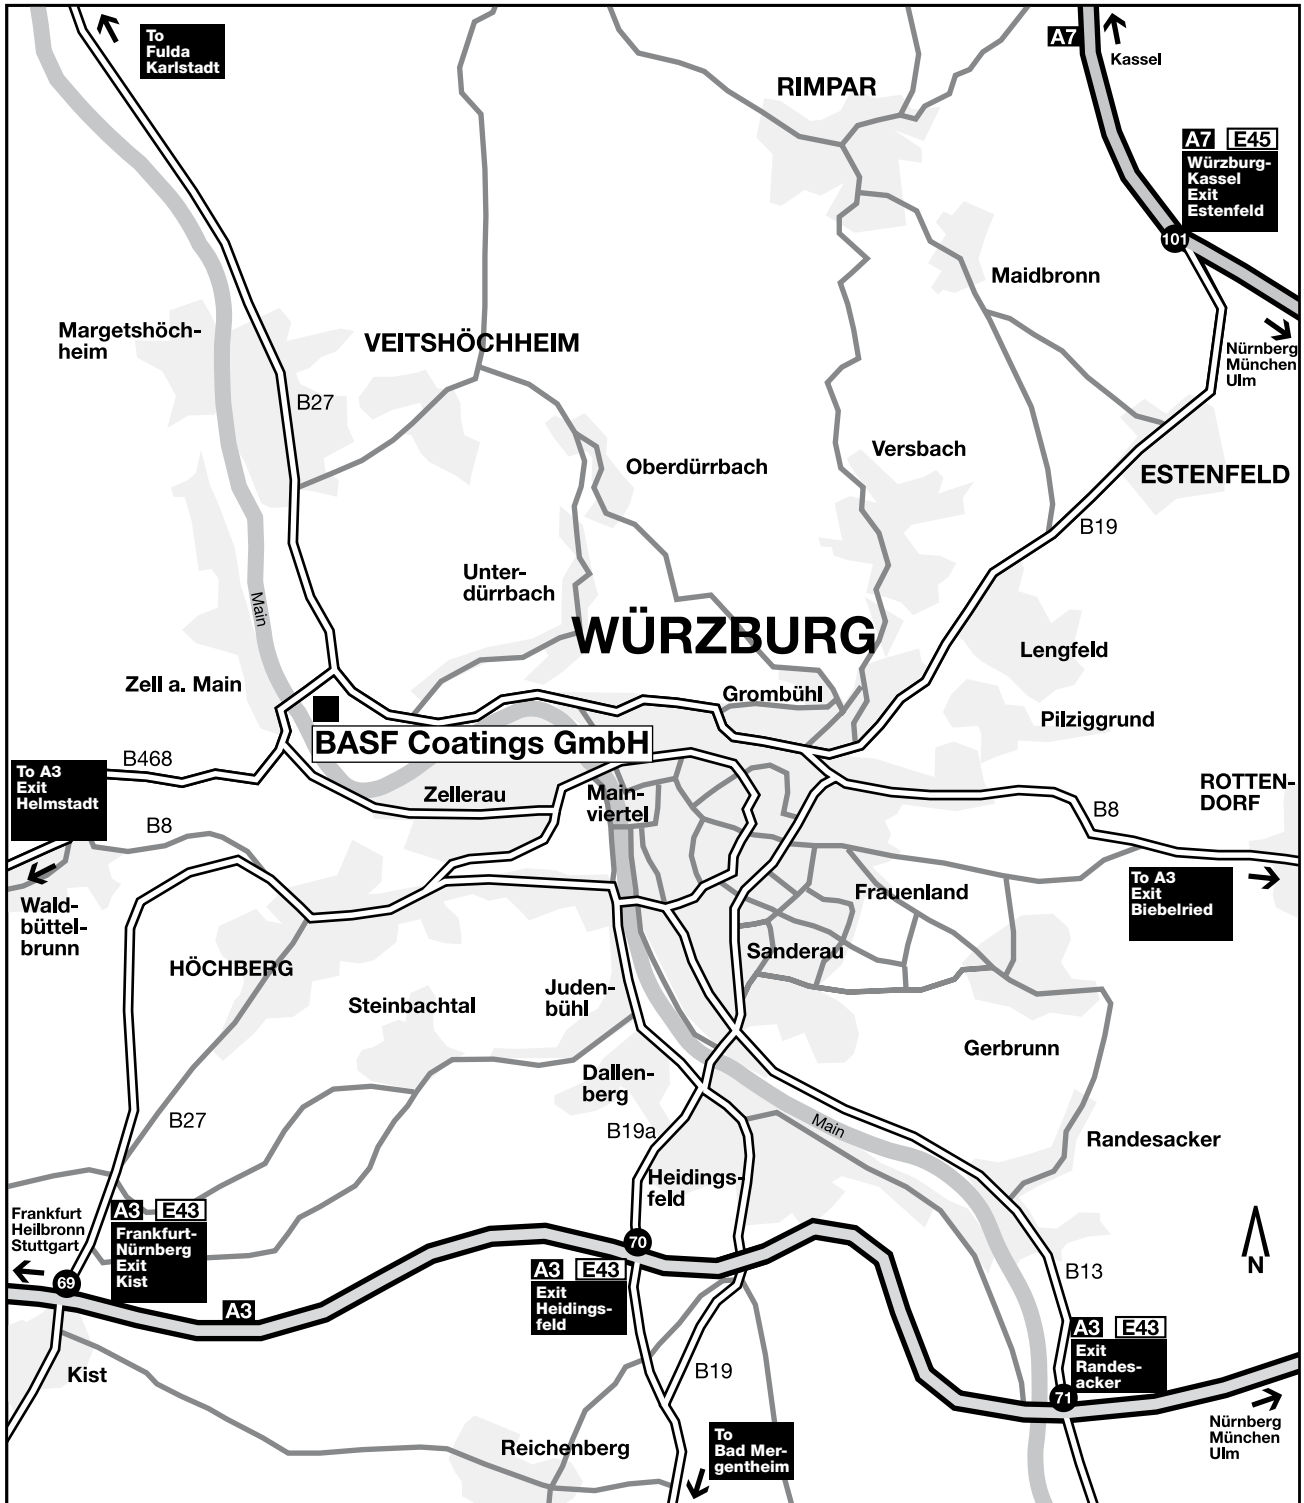 To
Fulda
Karlstadt
A7
Kassel
RIMPAR
A7 E45
Würzburg-
Kassel
Exit
Estenfeld
101
Maidbronn
Margetshöch-
heim
VEITSHÖCHHEIM
Nürnberg
München
Ulm
B27
Versbach
Oberdürrbach
ESTENFELD
B19
Unter-
dürrbach
Main
WÜRZBURG
Lengfeld
Zell a. Main
Grombühl
Pilziggrund
BASF Coatings GmbH
B468
To A3
Exit
Helmstadt
Zellerau
Main-
viertel
ROTTEN-
DORF
B8
B8
Wald-
büttel-
brunn
Frauenland
To A3
Exit
Biebelried
HÖCHBERG
Sanderau
Steinbachtal
Juden-
bühl
Gerbrunn
Dallen-
berg
B27
B19a
Main
Randesacker
Heidings-
feld
Frankfurt
Heilbronn
Stuttgart
A3 E43
Frankfurt-
Nürnberg
Exit
Kist
69
70
A3 E43
Exit
Heidings-
feld
A3
N
B13
A3 E43
Exit
Randes-
acker
71
Kist
B19
Nürnberg
München
Ulm
Reichenberg
To
Bad Mer-
gentheim